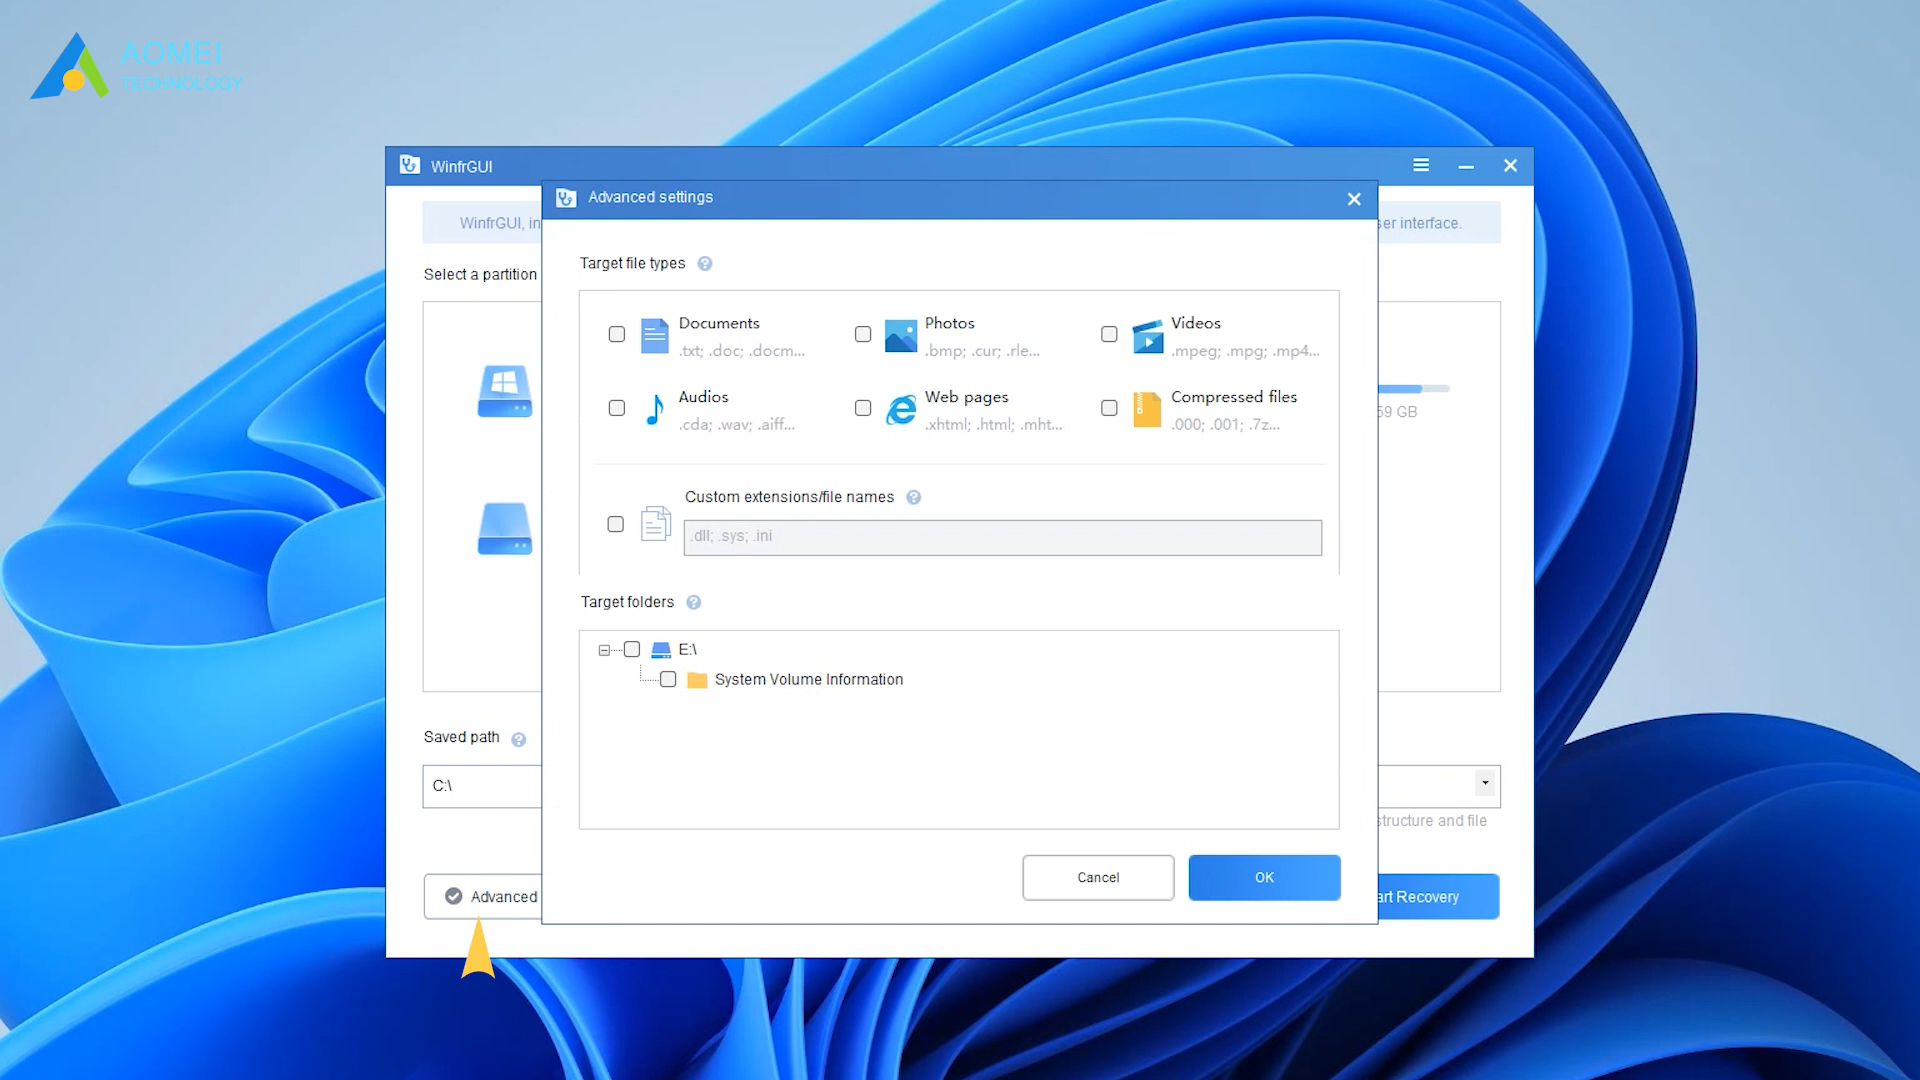 AOMEI
TECHNOLOGY
WinfrGUI
Advanced settings
WinfrGUI, in
ser interface.
Select a partition
Target file types
Documents
.txt; .doc; .docm...
Photos
.bmp; .cur; .rle...
Videos
.mpeg; .mpg; .mp4...
Audios
.cda; .wav; .aiff...
Web pages
.xhtml; .html; .mht...
Compressed files
.000; .001; .7z...
59 GB
Custom extensions/file names
.dll; .sys; .ini
Target folders
E:\
System Volume Information
Saved path
C:\
structure and file
Cancel
OK
Advanced
art Recovery